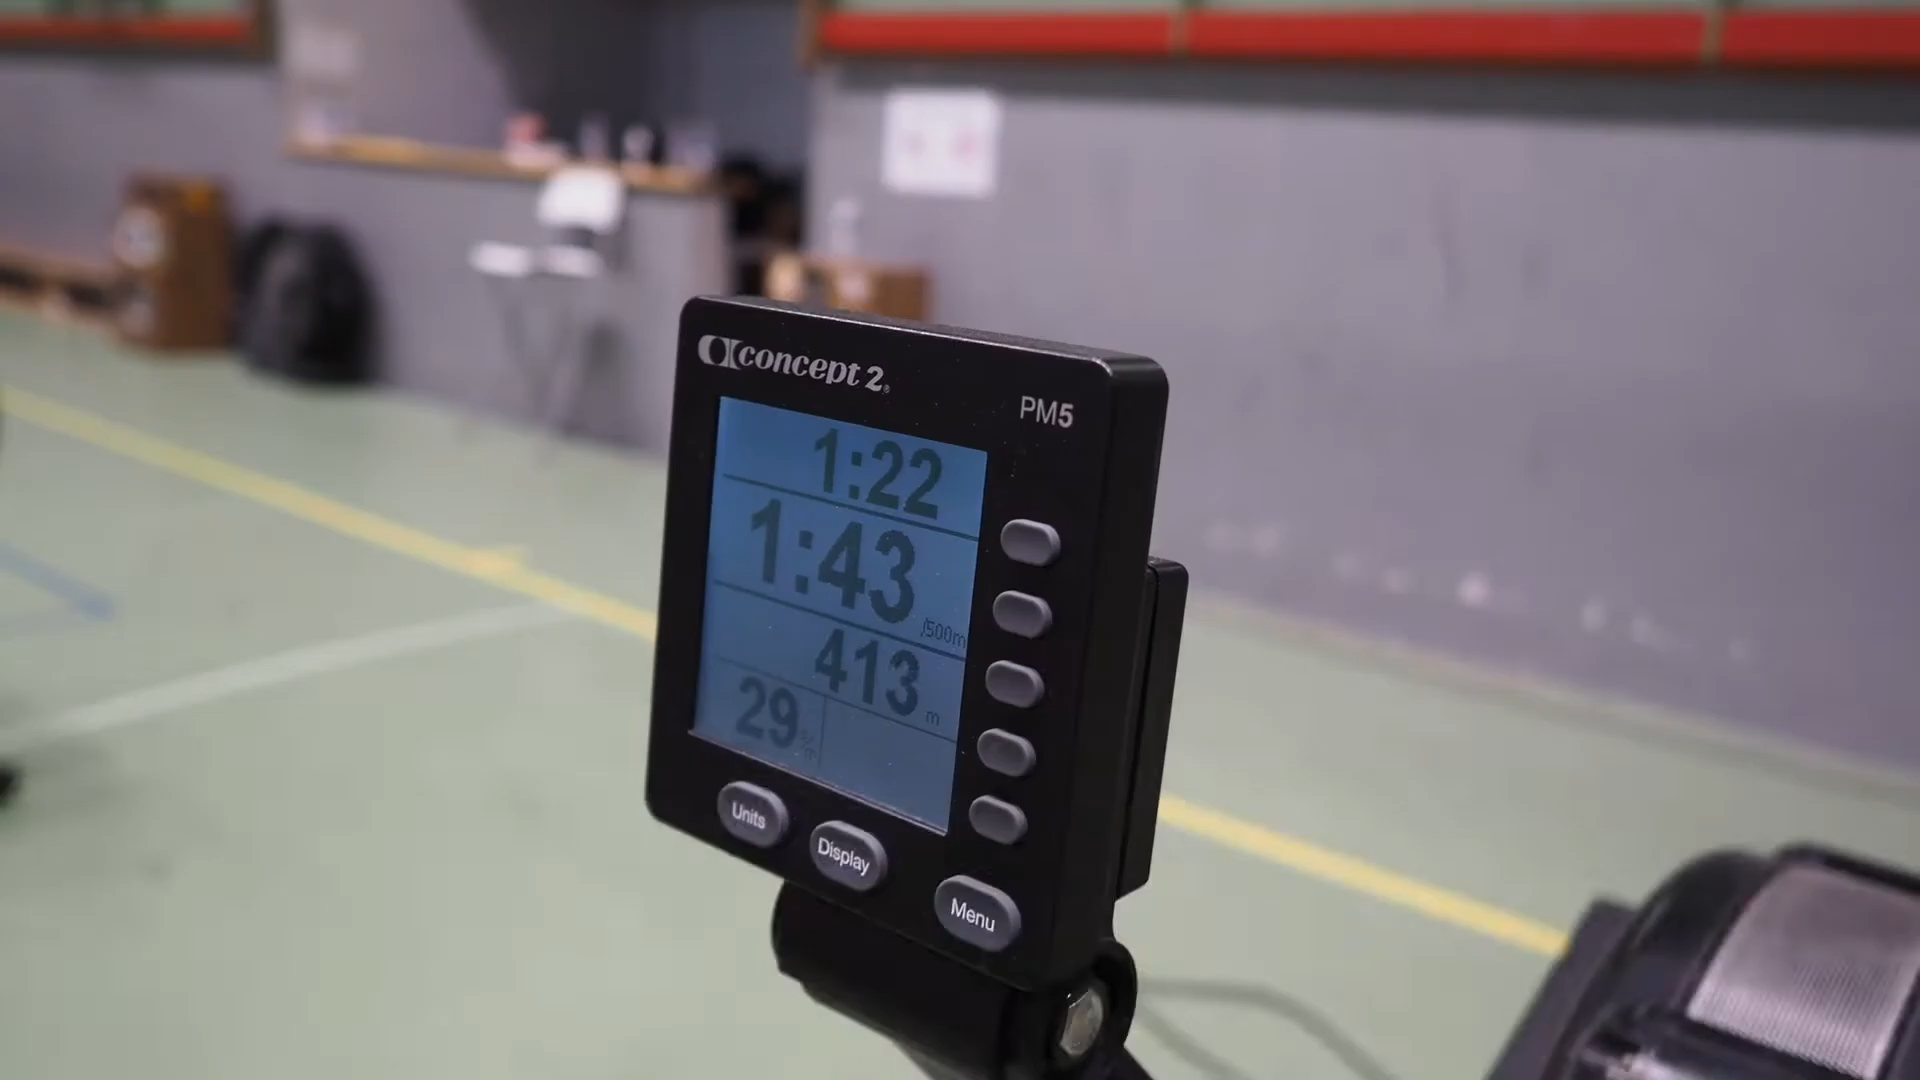 concept 2
PM5
1:22
1:43 /500m
413 m
29 s/m
Units
Display
Menu